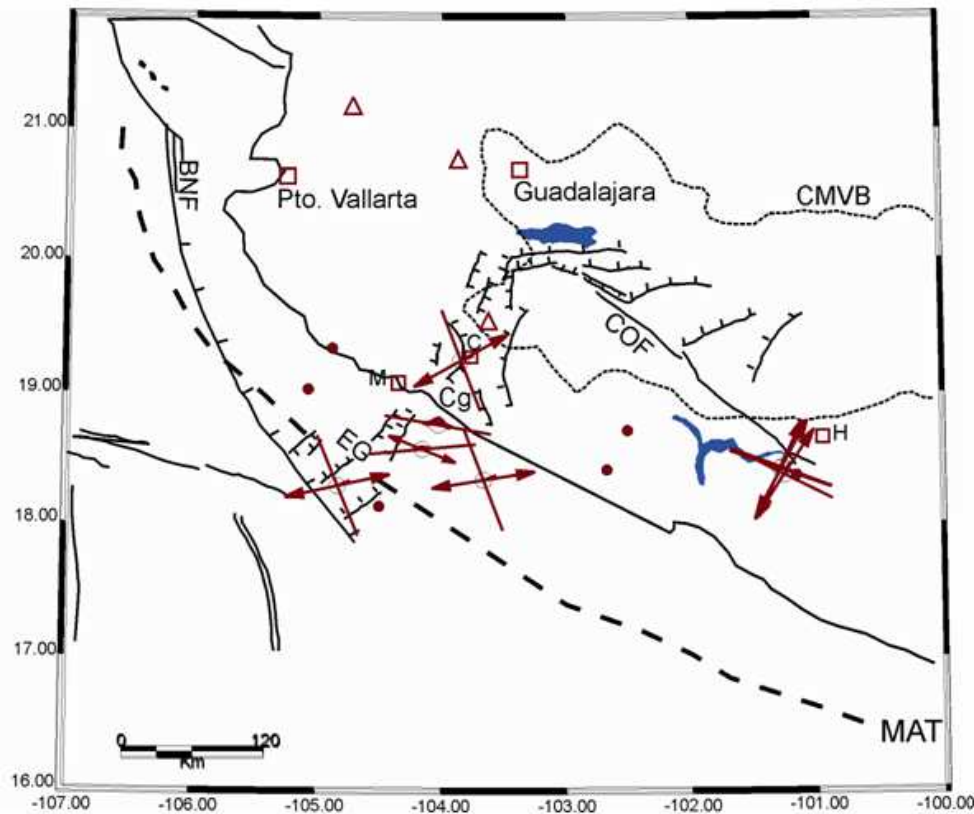 21.00
BNF
Pto. Vallarta
Guadalajara
CMVB
20.00
COF
C
19.00
M
Cg
EG
H
18.00
17.00
MAT
0 120
Km
16.00
-107.00 -106.00 -105.00 -104.00 -103.00 -102.00 -101.00 -100.00